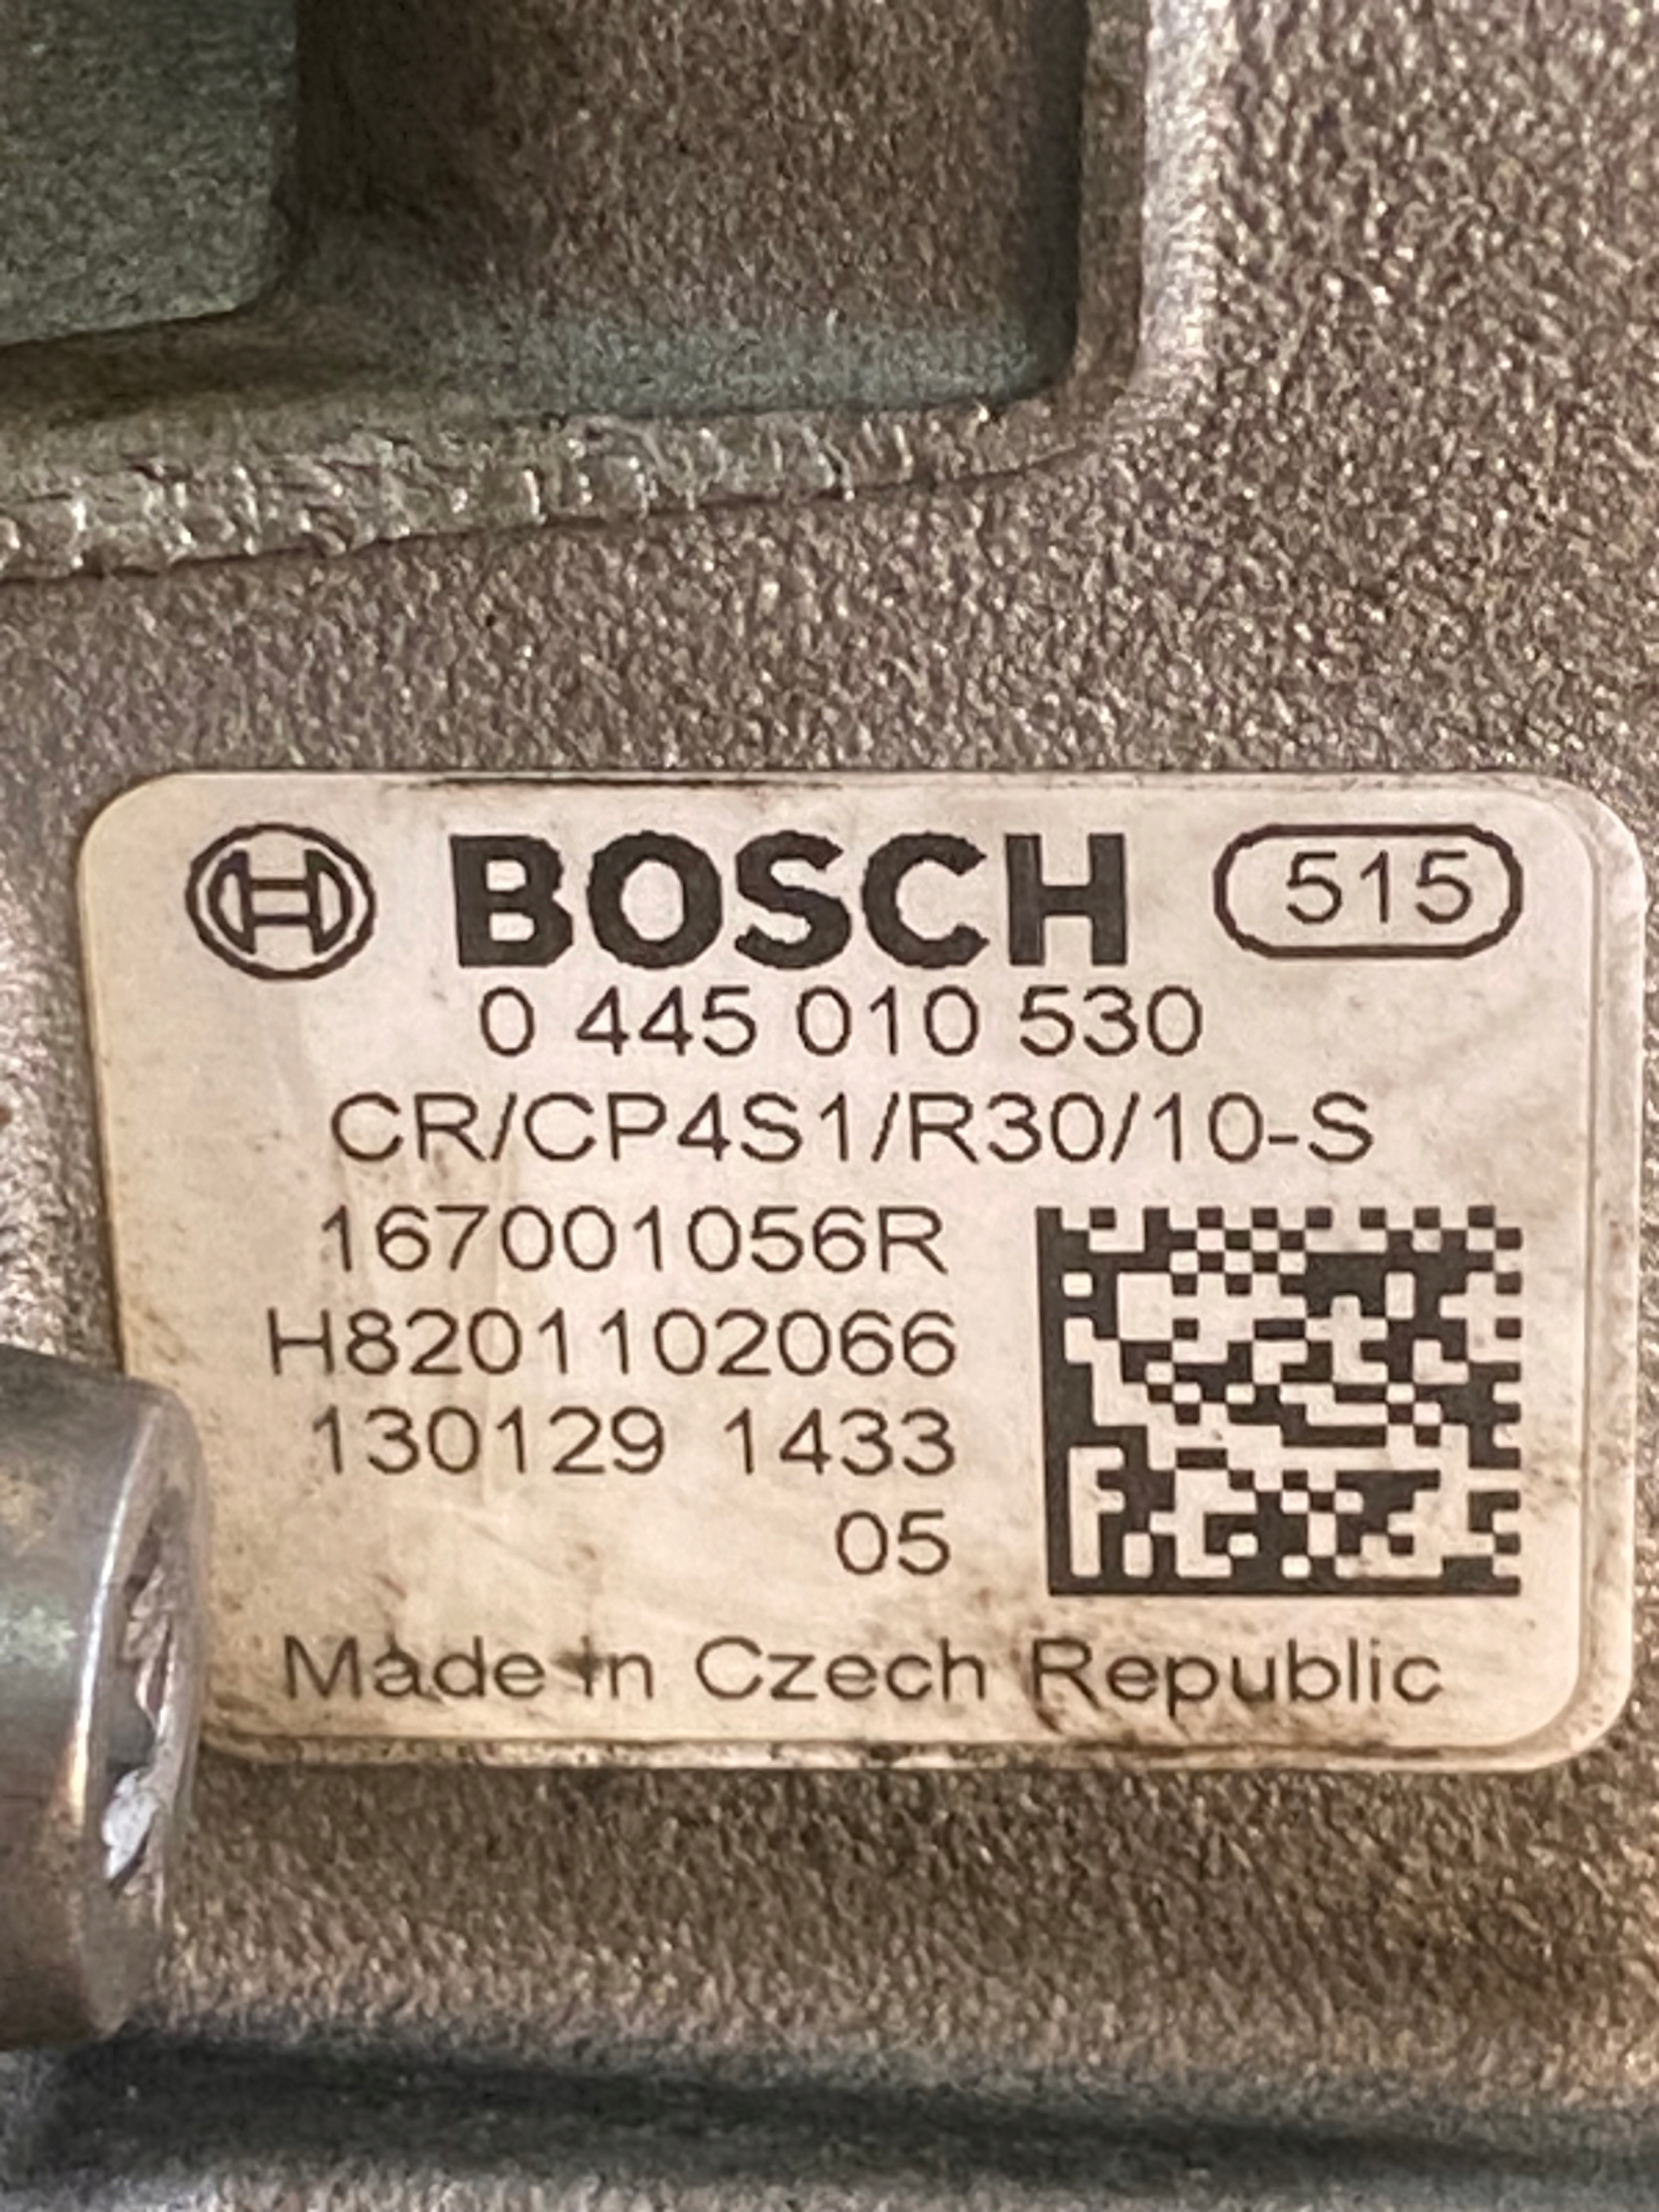 BOSCH 515
0 445 010 530
CR/CP4S1/R30/10-S
167001056R
H8201102066
130129 1433
05
Made in Czech Republic